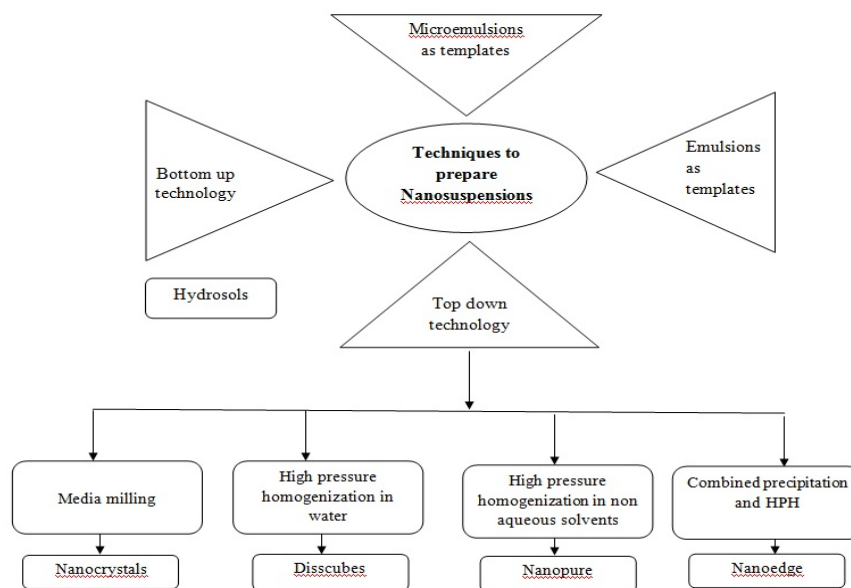 Microemulsions
as templates
Bottom up
technology
Techniques to
prepare
Nanosuspensions
Emulsions
as
templates
Hydrosols
Top down
technology
Media milling
High pressure
homogenization in
water
High pressure
homogenization in non
aqueous solvents
Combined precipitation
and HPH
Nanocrystals
Disscubes
Nanopure
Nanoedge